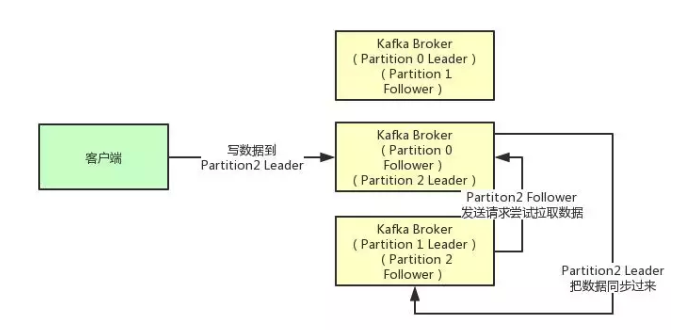 Kafka Broker
( Partition 0 Leader )
( Partition 1
Follower )
客户端
写数据到
Partition2 Leader
Kafka Broker
( Partition 0
Follower )
( Partition 2 Leader )
Partiton2 Follower
发送请求尝试拉取数据
Kafka Broker
( Partition 1 Leader )
( Partition 2
Follower )
Partition2 Leader
把数据同步过来